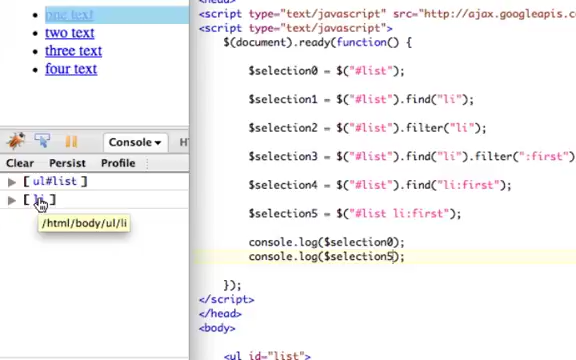 one text
two text
three text
four text
Console
Clear Persist Profile
[ ul#list ]
[ li ]
/html/body/ul/li
<script type="text/javascript" src="http://ajax.googleapis.c
<script type="text/javascript">
$(document).ready(function() {
$selection0 = $("#list");
$selection1 = $("#list").find("li");
$selection2 = $("#list").filter("li");
$selection3 = $("#list").find("li").filter(":first")
$selection4 = $("#list").find("li:first");
$selection5 = $("#list li:first");
console.log($selection0);
console.log($selection5);
});
</script>
</head>
<body>
<ul id="list">